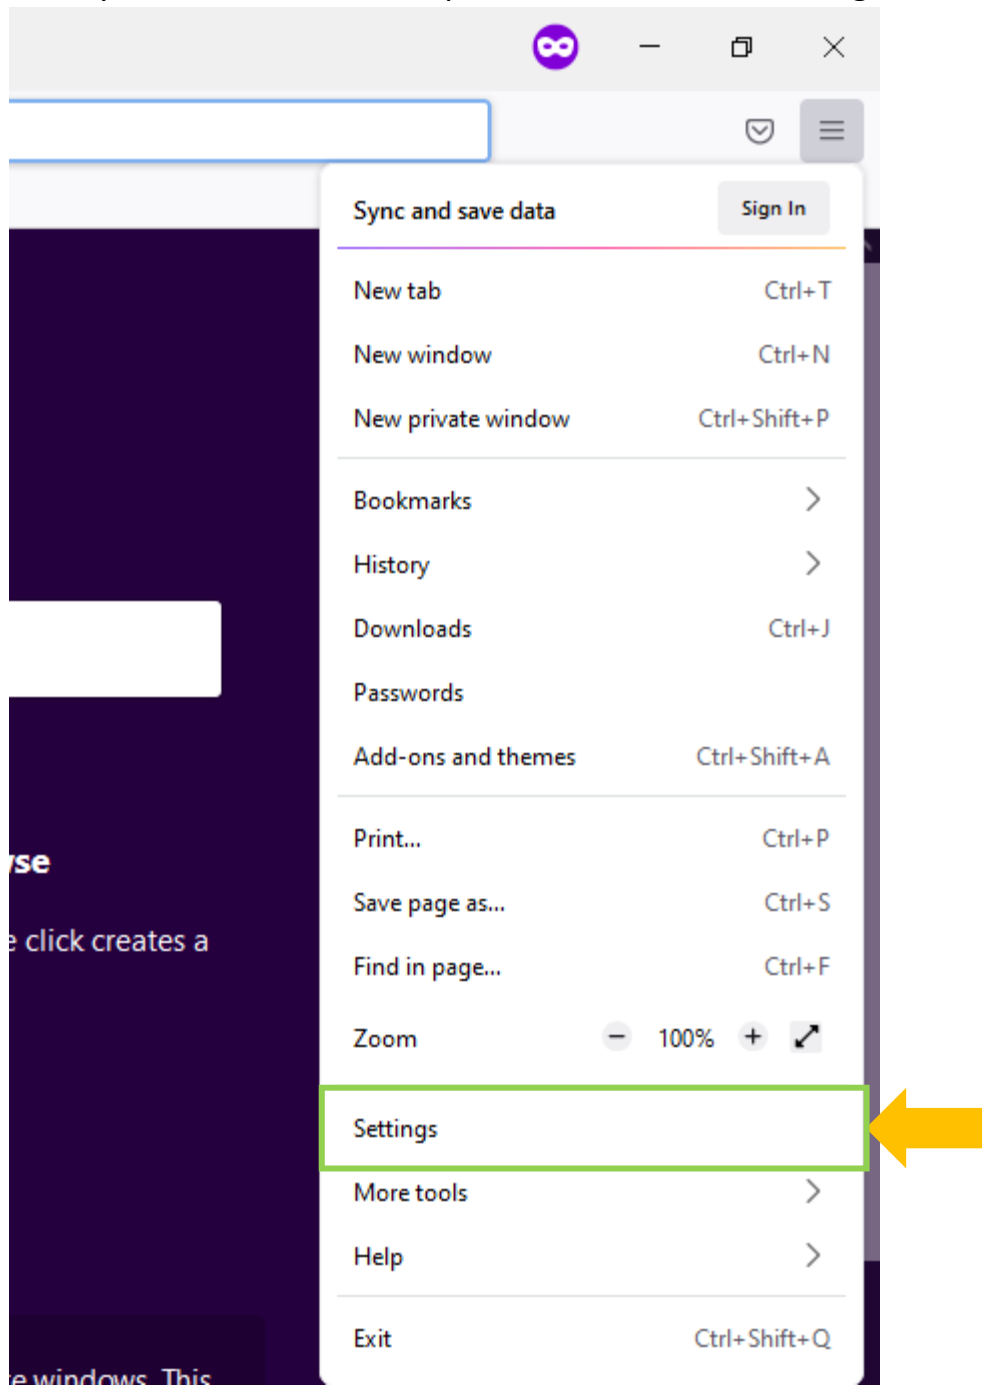 Sync and save data Sign In
New tab Ctrl+T
New window Ctrl+N
New private window Ctrl+Shift+P
Bookmarks
History
Downloads Ctrl+J
Passwords
Add-ons and themes Ctrl+Shift+A
Print... Ctrl+P
Save page as... Ctrl+S
click creates a
Find in page... Ctrl+F
Zoom − 100% +
Settings
More tools
Help
Exit Ctrl+Shift+Q
windows. This